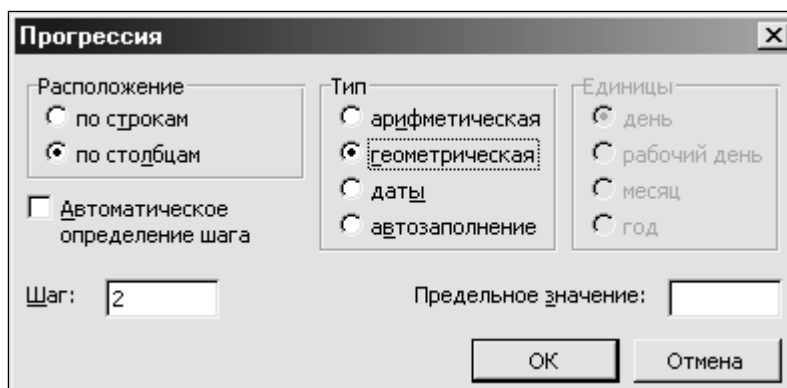 Прогрессия
Расположение
по строкам
по столбцам
Автоматическое
определение шага
Тип
арифметическая
геометрическая
даты
автозаполнение
Единицы
день
рабочий день
месяц
год
Шаг: 2
Предельное значение:
ОК
Отмена